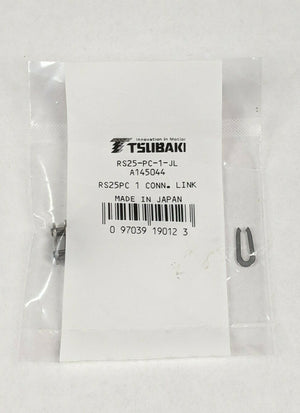 Innovation in Motion
TSUBAKI
RS25-PC-1-JL
A145044
RS25PC 1 CONN. LINK
MADE IN JAPAN
0 97039 19012 3